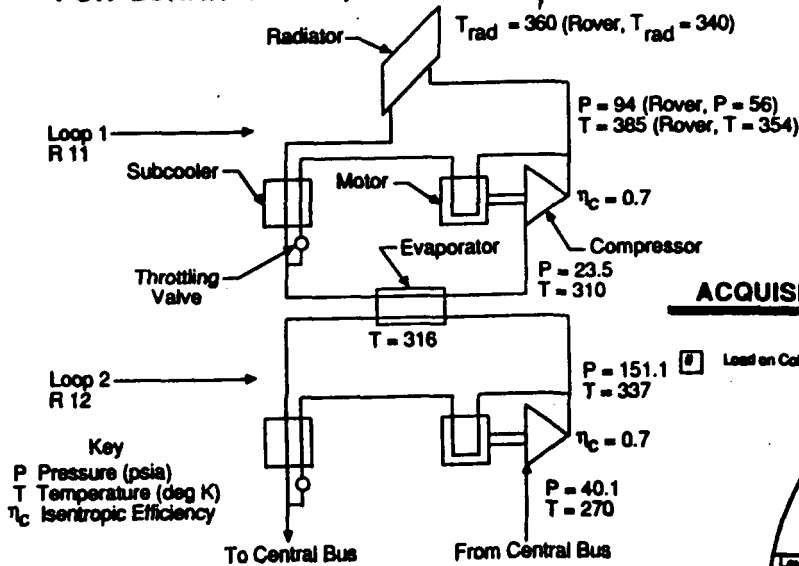 T_rad = 360 (Rover, T_rad = 340)
Radiator
P = 94 (Rover, P = 56)
T = 385 (Rover, T = 354)
Loop 1
R 11
Subcooler
Motor
η_C = 0.7
Evaporator
Compressor
Throttling
Valve
P = 23.5
T = 310
ACQUIS
T = 316
# Load on
Loop 2
R 12
P = 151.1
T = 337
η_C = 0.7
Key
P Pressure (psia)
T Temperature (deg K)
η_C Isentropic Efficiency
P = 40.1
T = 270
To Central Bus
From Central Bus